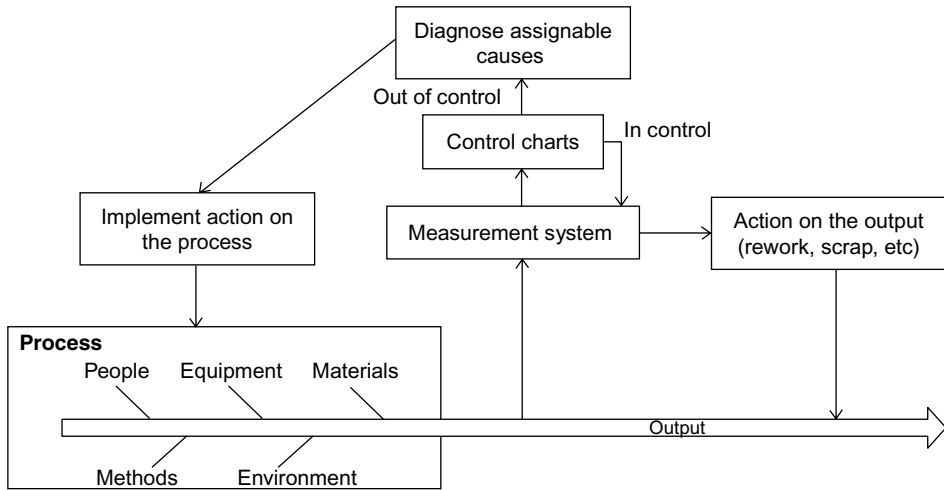 Diagnose assignable
causes
Out of control
In control
Control charts
Implement action on
the process
Measurement system
Action on the output
(rework, scrap, etc)
Process
People
Equipment
Materials
Output
Methods
Environment